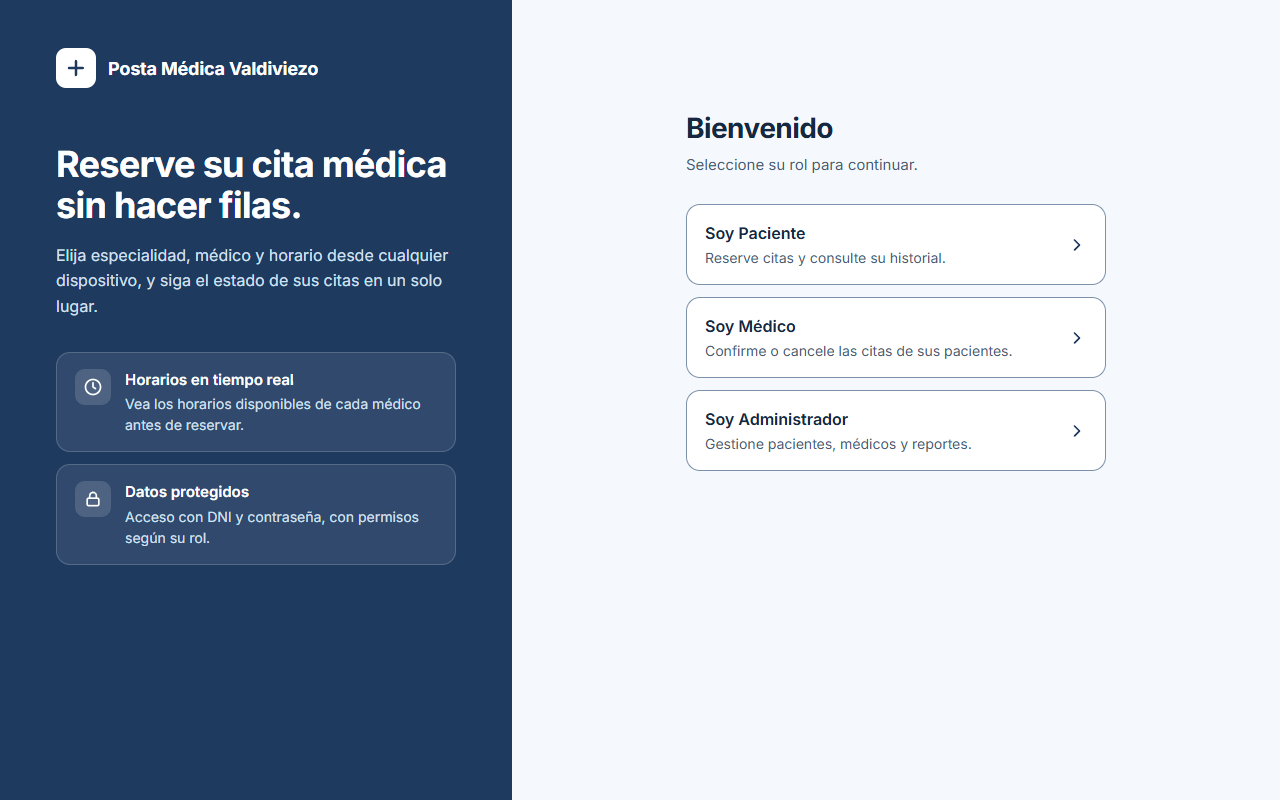 Posta Médica Valdiviezo
Reserve su cita médica
sin hacer filas.
Elija especialidad, médico y horario desde cualquier
dispositivo, y siga el estado de sus citas en un solo
lugar.
Horarios en tiempo real
Vea los horarios disponibles de cada médico
antes de reservar.
Datos protegidos
Acceso con DNI y contraseña, con permisos
según su rol.
Bienvenido
Seleccione su rol para continuar.
Soy Paciente
Reserve citas y consulte su historial.
Soy Médico
Confirme o cancele las citas de sus pacientes.
Soy Administrador
Gestione pacientes, médicos y reportes.